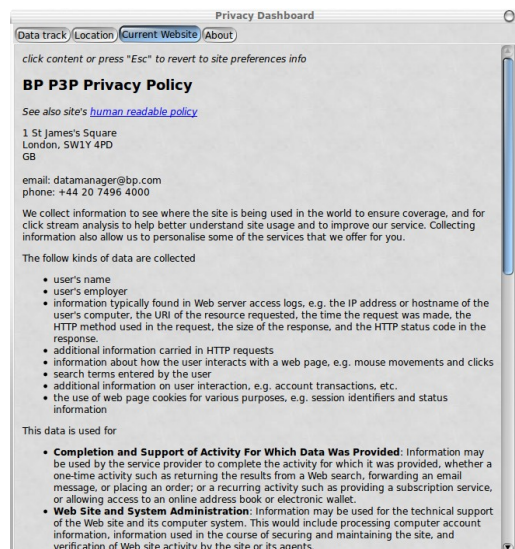 Privacy Dashboard
Data track Location Current Website About
click content or press "Esc" to revert to site preferences info
BP P3P Privacy Policy
See also site's human readable policy
1 St James's Square
London, SW1Y 4PD
GB
email: datamanager@bp.com
phone: +44 20 7496 4000
We collect information to see where the site is being used in the world to ensure coverage, and for
click stream analysis to help better understand site usage and to improve our service. Collecting
information also allow us to personalise some of the services that we offer for you.
The follow kinds of data are collected
• user's name
• user's employer
• information typically found in Web server access logs, e.g. the IP address or hostname of the
user's computer, the URI of the resource requested, the time the request was made, the
HTTP method used in the request, the size of the response, and the HTTP status code in the
response.
• additional information carried in HTTP requests
• information about how the user interacts with a web page, e.g. mouse movements and clicks
• search terms entered by the user
• additional information on user interaction, e.g. account transactions, etc.
• the use of web page cookies for various purposes, e.g. session identifiers and status
information
This data is used for
• Completion and Support of Activity For Which Data Was Provided: Information may
be used by the service provider to complete the activity for which it was provided, whether a
one-time activity such as returning the results from a Web search, forwarding an email
message, or placing an order; or a recurring activity such as providing a subscription service,
or allowing access to an online address book or electronic wallet.
• Web Site and System Administration: Information may be used for the technical support
of the Web site and its computer system. This would include processing computer account
information, information used in the course of securing and maintaining the site, and
verification of Web site activity by the site or its agents.